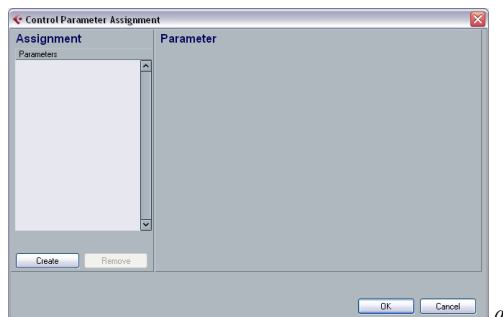 Control Parameter Assignment
Assignment
Parameter
Parameters
Create
Remove
OK
Cancel